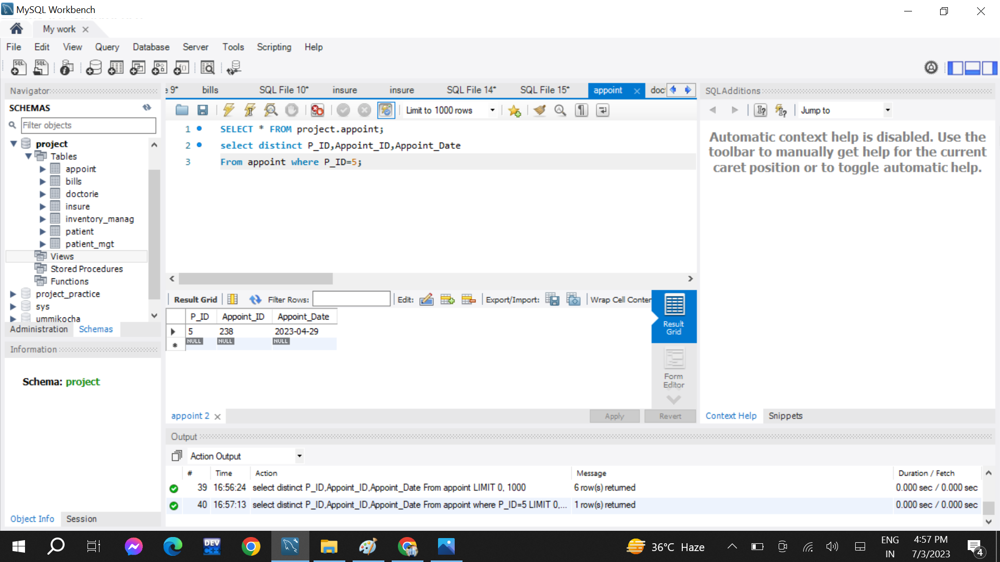 MySQL Workbench
My work
File Edit View Query Database Server Tools Scripting Help
Navigator
SCHEMAS
Filter objects
project
Tables
appoint
bills
doctorie
insure
inventory_manag
patient
patient_mgt
Views
Stored Procedures
Functions
project_practice
sys
ummikocha
Administration Schemas
Information
Schema: project
Object Info Session
e 9* bills SQL File 10* insure insure SQL File 14* SQL File 15* appoint doc
Limit to 1000 rows
1 SELECT * FROM project.appoint;
2 select distinct P_ID,Appoint_ID,Appoint_Date
3 From appoint where P_ID=5;
Result Grid Filter Rows: Edit: Export/Import: Wrap Cell Conter
P_ID Appoint_ID Appoint_Date
5 238 2023-04-29
NULL NULL NULL
Result
Grid
Form
Editor
appoint 2 Apply Revert
SQLAdditions
Jump to
Automatic context help is disabled. Use the
toolbar to manually get help for the current
caret position or to toggle automatic help.
Context Help Snippets
Output
Action Output
# Time Action Message Duration / Fetch
39 16:56:24 select distinct P_ID,Appoint_ID,Appoint_Date From appoint LIMIT 0, 1000 6 row(s) returned 0.000 sec / 0.000 sec
40 16:57:13 select distinct P_ID,Appoint_ID,Appoint_Date From appoint where P_ID=5 LIMIT 0,... 1 row(s) returned 0.000 sec / 0.000 sec
DEV
C++
36°C Haze
ENG
IN
4:57 PM
7/3/2023
4